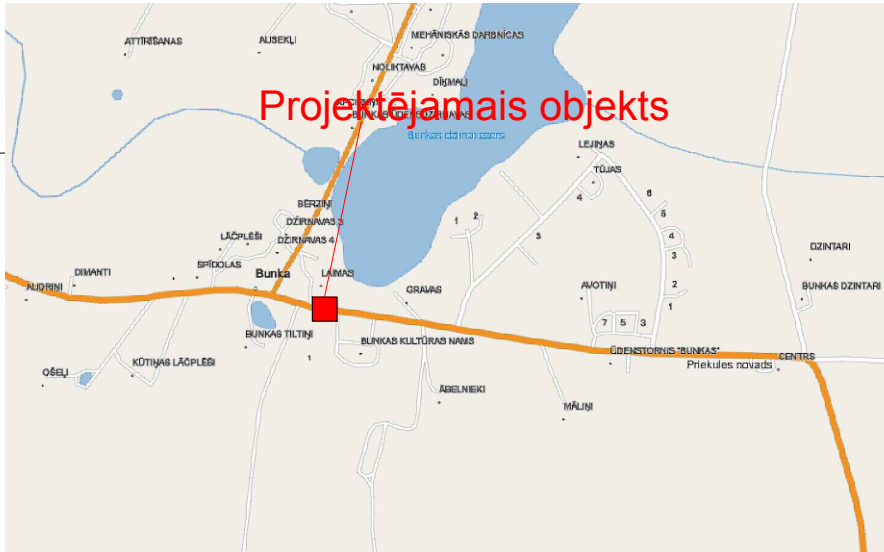 ATTĪRĪŠANAS
AUSEKĻI
MEHĀNISKĀS DARBNĪCAS
NOLIKTAVAS
DĪĶMAĻI
Projektējamais objekts
BUNKAS ŪDENSDZIRNAVAS
Bunkas dzirnavezers
LEJIŅAS
TŪJAS
4
6
5
4
3
2
1
BĒRZIŅI
DZIRNAVAS 3
DZIRNAVAS 4
LĀČPLĒŠI
SPĪDOLAS
DIMANTI
AUDRIŅI
Bunka
LAIMAS
GRAVAS
1 2
3
DZINTARI
BUNKAS DZINTARI
AVOTIŅI
7 5 3
BUNKAS TILTIŅI
1
BUNKAS KULTŪRAS NAMS
ŪDENSTORNIS "BUNKAS"
CENTRS
Priekules novads
OŠEĻI
KŪTIŅAS LĀČPLĒŠI
ĀBELNIEKI
MĀLIŅI